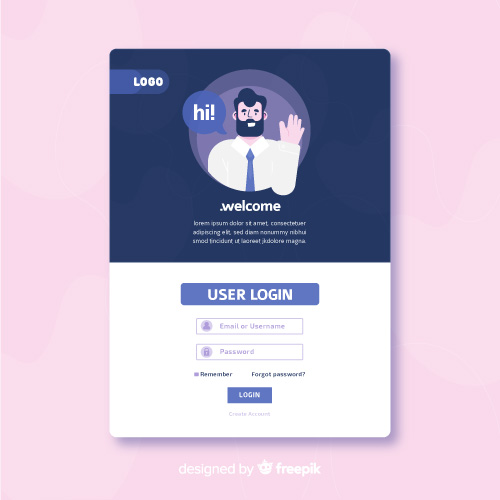 LOGO
hi!
.welcome
lorem ipsum dolor sit amet, consectetuer
adipiscing elit, sed diam nonummy nibhui
smod tincidunt ut laoreet jkdolore magna.
USER LOGIN
Email or Username
Password
Remember Forgot password?
LOGIN
Create Account
designed by freepik